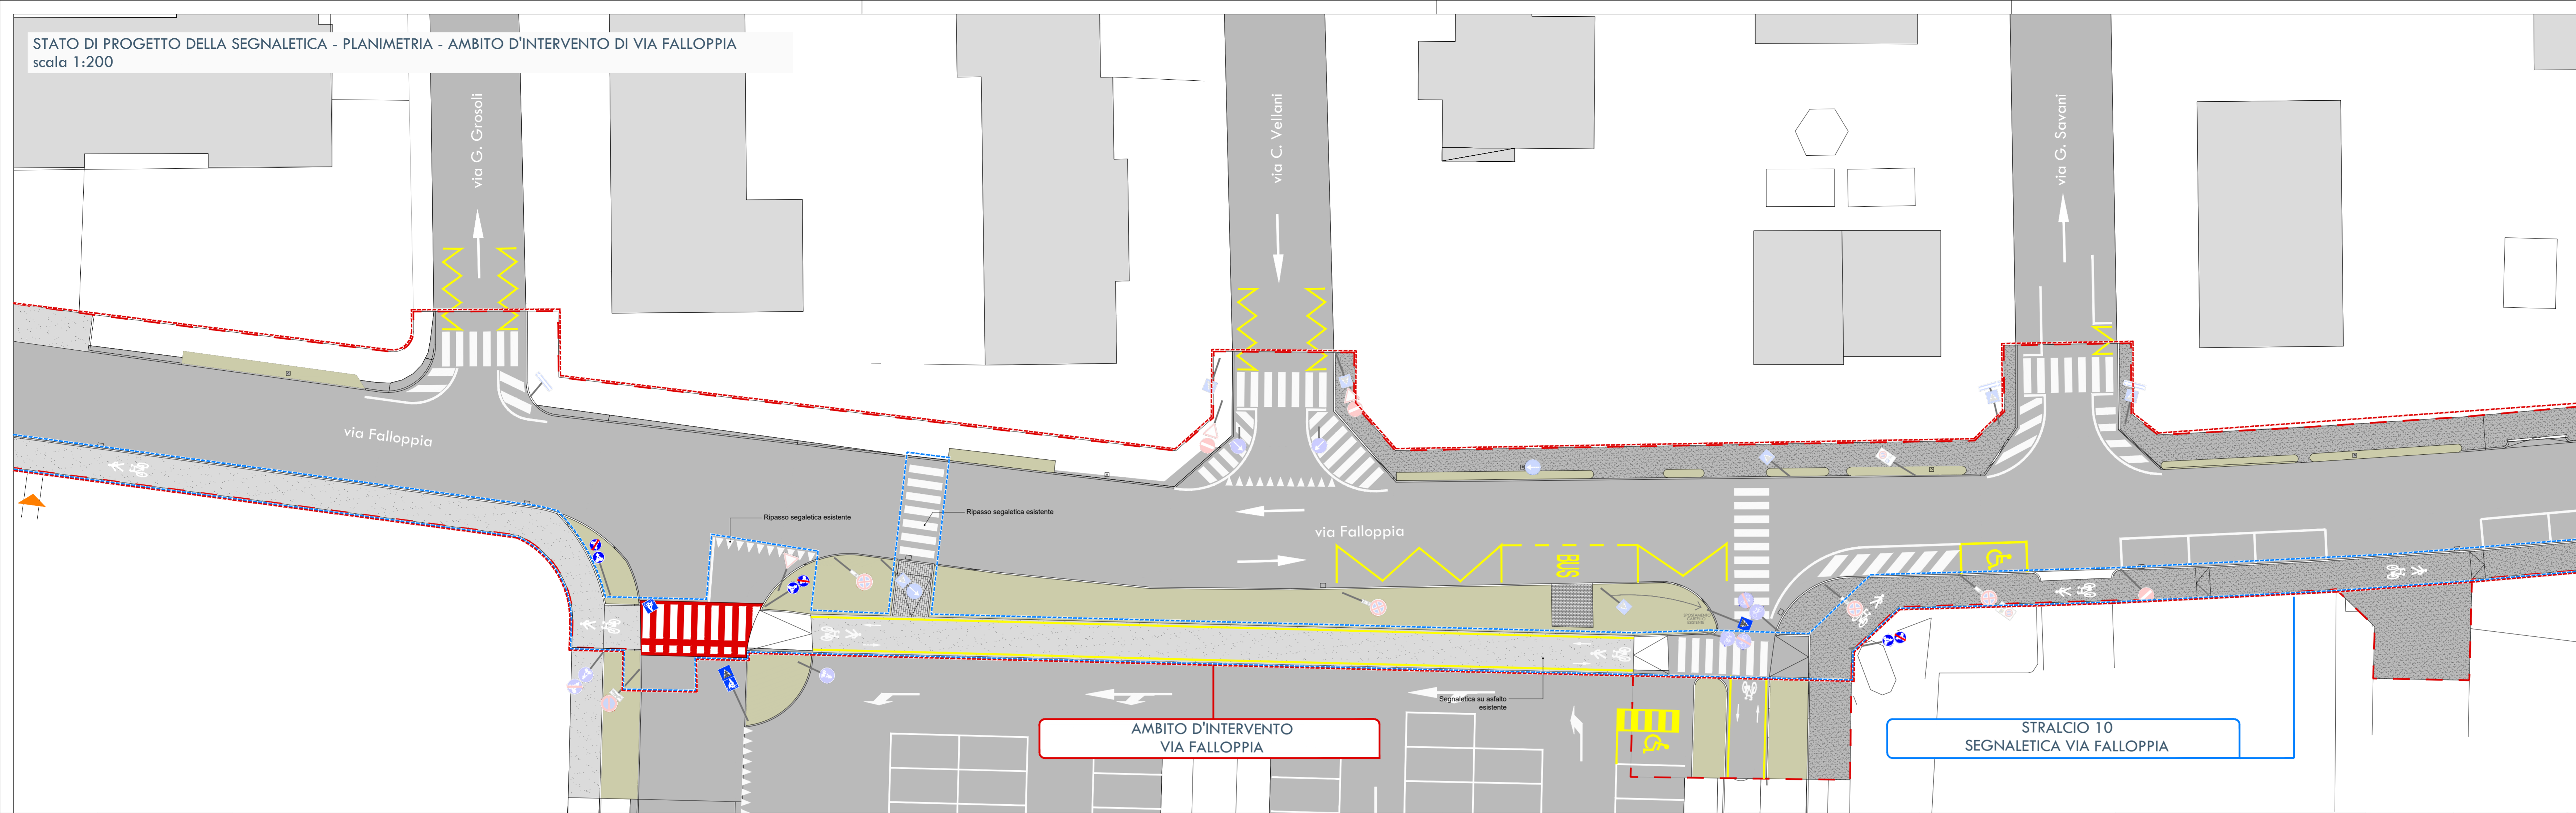 STATO DI PROGETTO DELLA SEGNALETICA - PLANIMETRIA - AMBITO D'INTERVENTO DI VIA FALLOPPIA
scala 1:200
via G. Grosoli
via C. Vellani
via G. Savani
via Falloppia
Ripasso segaletica esistente
Ripasso segaletica esistente
via Falloppia
BUS
Segnaletica su asfalto
esistente
AMBITO D'INTERVENTO
VIA FALLOPPIA
STRALCIO 10
SEGNALETICA VIA FALLOPPIA